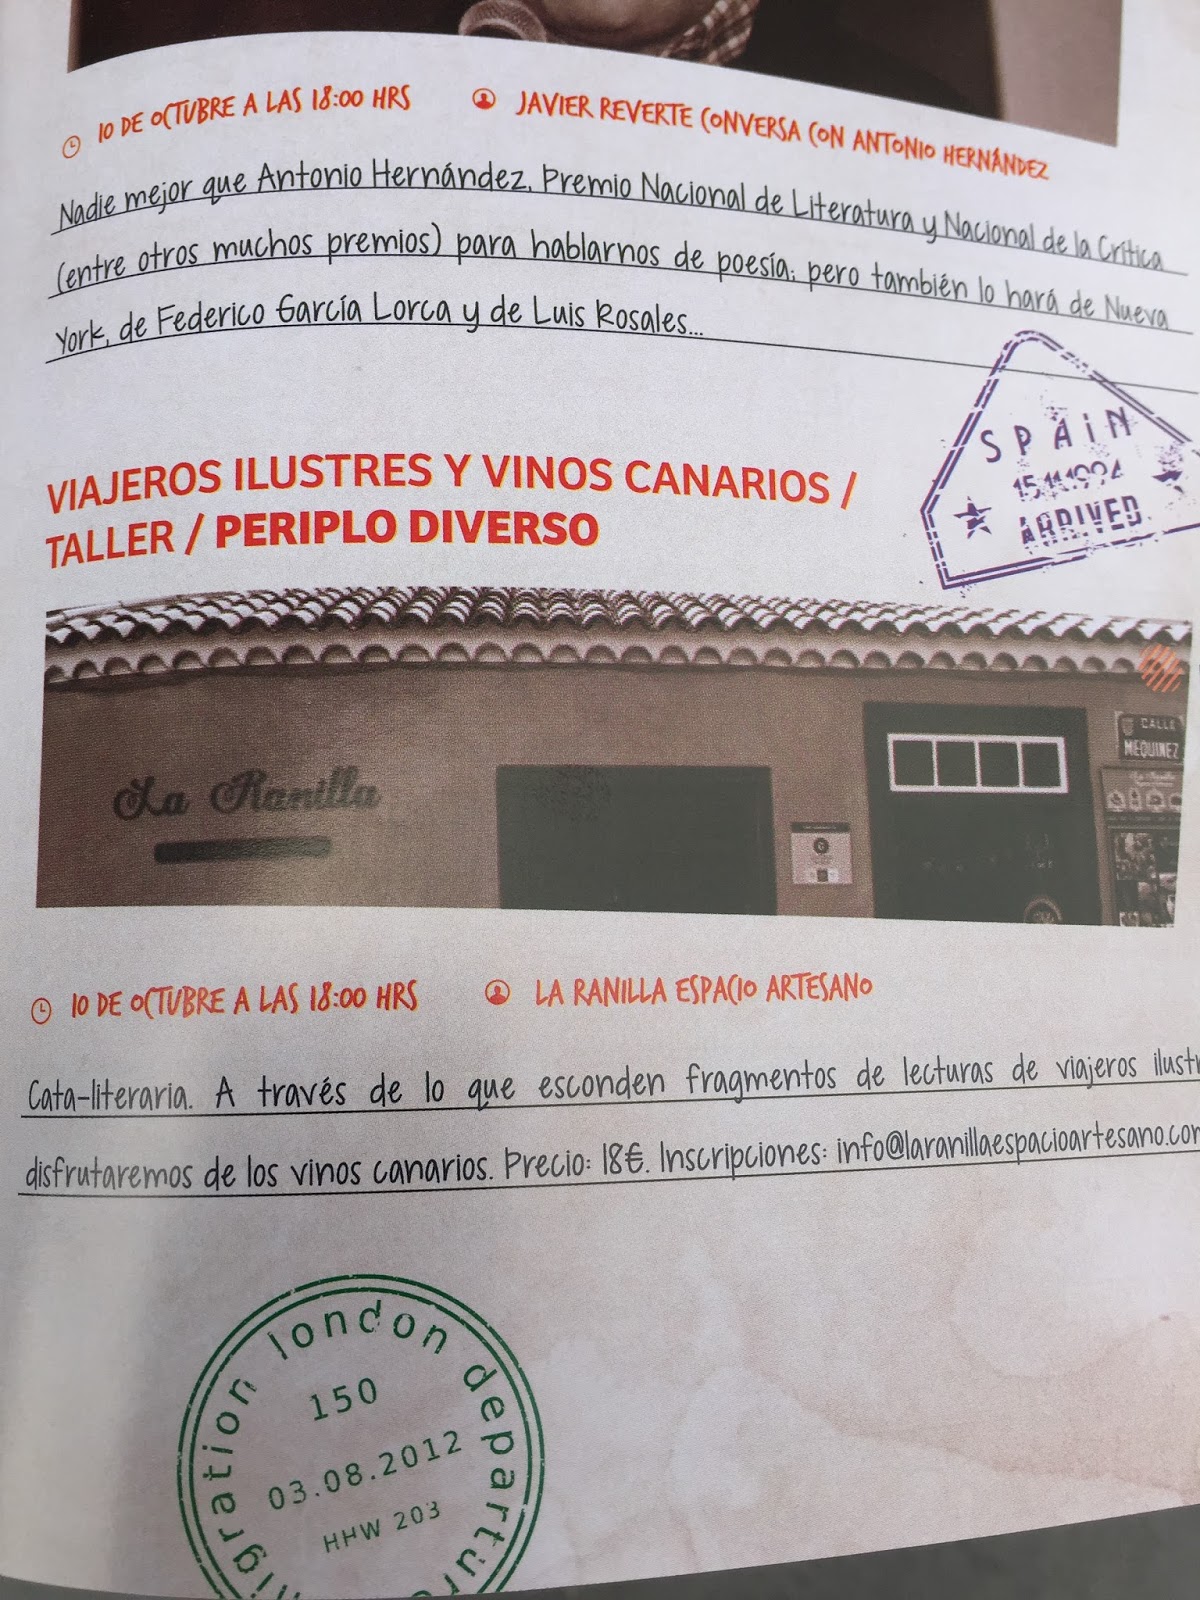 10 DE OCTUBRE A LAS 18:00 HRS
JAVIER REVERTE CONVERSA CON ANTONIO HERNÁNDEZ
Nadie mejor que Antonio Hernández, Premio Nacional de Literatura y Nacional de la Crítica
(entre otros muchos premios) para hablarnos de poesía; pero también lo hará de Nueva
York, de Federico García Lorca y de Luis Rosales...
SPAIN
15.11.1994
ARRIVED
VIAJEROS ILUSTRES Y VINOS CANARIOS /
TALLER / PERIPLO DIVERSO
La Ranilla
CALLE
MEQUINEZ
10 DE OCTUBRE A LAS 18:00 HRS
LA RANILLA ESPACIO ARTESANO
Cata-literaria. A través de lo que esconden fragmentos de lecturas de viajeros ilustr
disfrutaremos de los vinos canarios. Precio: 18€. Inscripciones: info@laranillaespacioartesano.com
migration london departure
150
03.08.2012
HHW 203